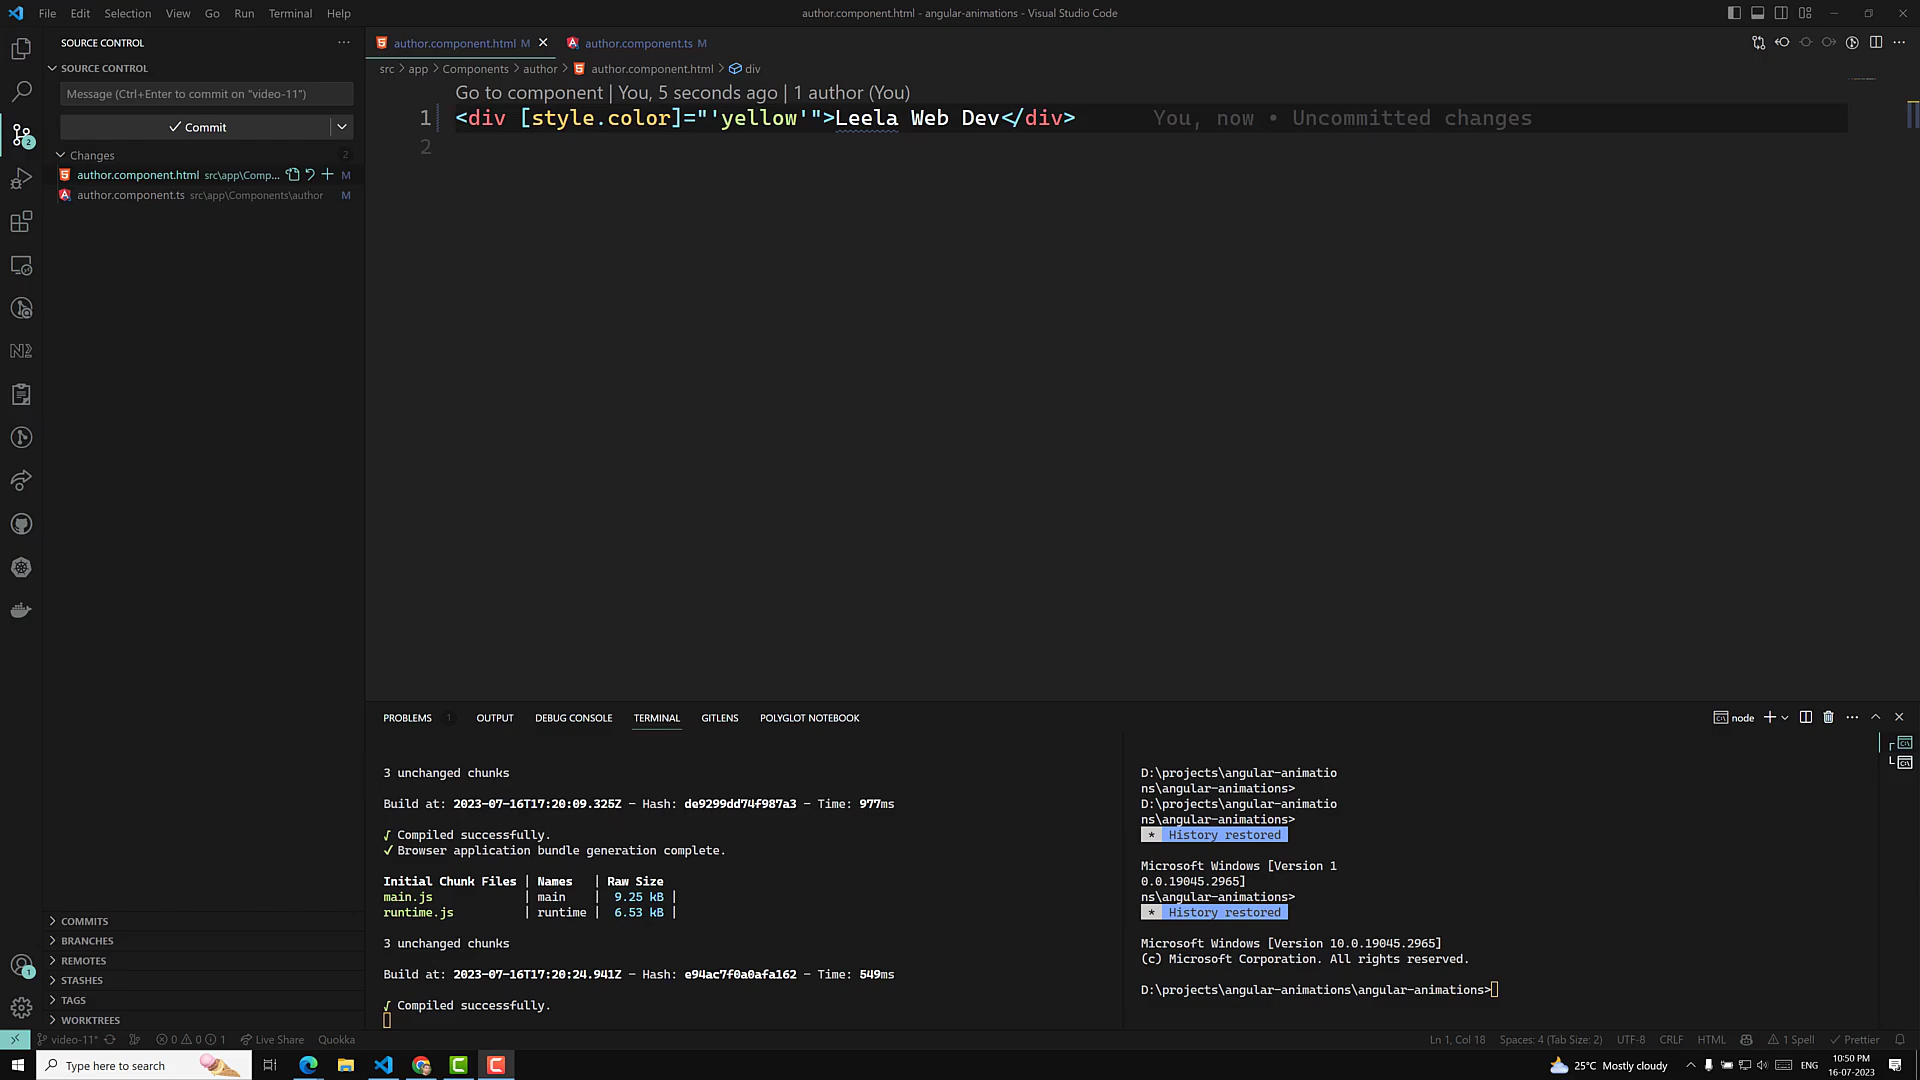 File Edit Selection View Go Run Terminal Help
author.component.html - angular-animations - Visual Studio Code
SOURCE CONTROL
SOURCE CONTROL
Message (Ctrl+Enter to commit on "video-11")
Commit
Changes 2
author.component.html src\app\Comp... M
author.component.ts src\app\Components\author M
COMMITS
BRANCHES
REMOTES
STASHES
TAGS
WORKTREES
2
1
author.component.html M
author.component.ts M
src > app > Components > author > author.component.html > div
Go to component | You, 5 seconds ago | 1 author (You)
1 <div [style.color]="'yellow'">Leela Web Dev</div> You, now • Uncommitted changes
2
PROBLEMS 1 OUTPUT DEBUG CONSOLE TERMINAL GITLENS POLYGLOT NOTEBOOK
node
3 unchanged chunks
Build at: 2023-07-16T17:20:09.325Z - Hash: de9299dd74f987a3 - Time: 977ms
√ Compiled successfully.
✓ Browser application bundle generation complete.
Initial Chunk Files | Names | Raw Size
main.js | main | 9.25 kB |
runtime.js | runtime | 6.53 kB |
3 unchanged chunks
Build at: 2023-07-16T17:20:24.941Z - Hash: e94ac7f0a0afa162 - Time: 549ms
√ Compiled successfully.
D:\projects\angular-animatio
ns\angular-animations>
D:\projects\angular-animatio
ns\angular-animations>
* History restored
Microsoft Windows [Version 1
0.0.19045.2965]
ns\angular-animations>
* History restored
Microsoft Windows [Version 10.0.19045.2965]
(c) Microsoft Corporation. All rights reserved.
D:\projects\angular-animations\angular-animations>
video-11* 0 0 1 Live Share Quokka
Ln 1, Col 18 Spaces: 4 (Tab Size: 2) UTF-8 CRLF HTML 1 Spell Prettier
Type here to search
25°C Mostly cloudy ENG
10:50 PM
16-07-2023